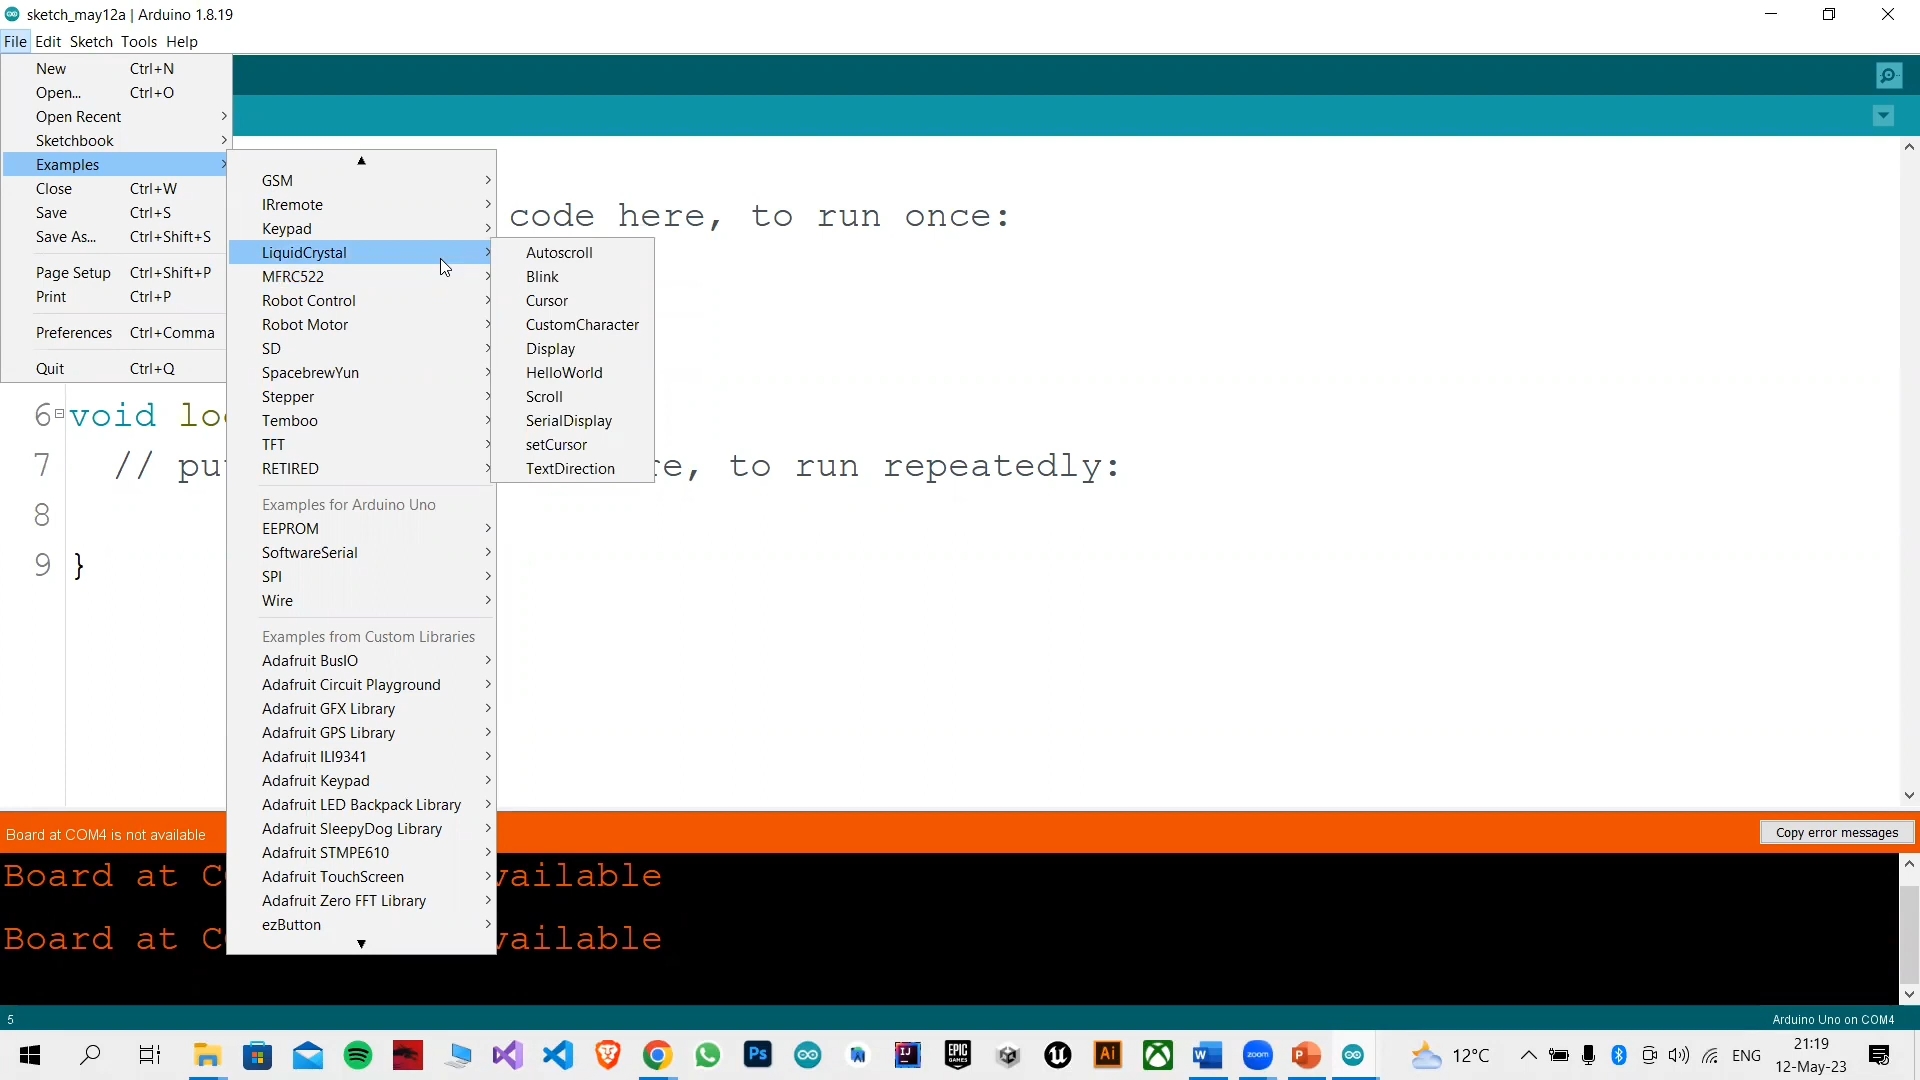 sketch_may12a | Arduino 1.8.19
File Edit Sketch Tools Help
New Ctrl+N
Open... Ctrl+O
Open Recent
Sketchbook
Examples
Close Ctrl+W
Save Ctrl+S
Save As... Ctrl+Shift+S
Page Setup Ctrl+Shift+P
Print Ctrl+P
Preferences Ctrl+Comma
Quit Ctrl+Q
GSM
IRremote
Keypad
LiquidCrystal
MFRC522
Robot Control
Robot Motor
SD
SpacebrewYun
Stepper
Temboo
TFT
RETIRED
Examples for Arduino Uno
EEPROM
SoftwareSerial
SPI
Wire
Examples from Custom Libraries
Adafruit BusIO
Adafruit Circuit Playground
Adafruit GFX Library
Adafruit GPS Library
Adafruit ILI9341
Adafruit Keypad
Adafruit LED Backpack Library
Adafruit SleepyDog Library
Adafruit STMPE610
Adafruit TouchScreen
Adafruit Zero FFT Library
ezButton
Autoscroll
Blink
Cursor
CustomCharacter
Display
HelloWorld
Scroll
SerialDisplay
setCursor
TextDirection
code here, to run once:
6 void
7 // to run repeatedly:
8
9 }
Board at COM4 is not available
Copy error messages
Board at
Board at
5
Arduino Uno on COM4
Ps
IJ
EPIC GAMES
Ai
zoom
12°C
ENG
21:19
12-May-23